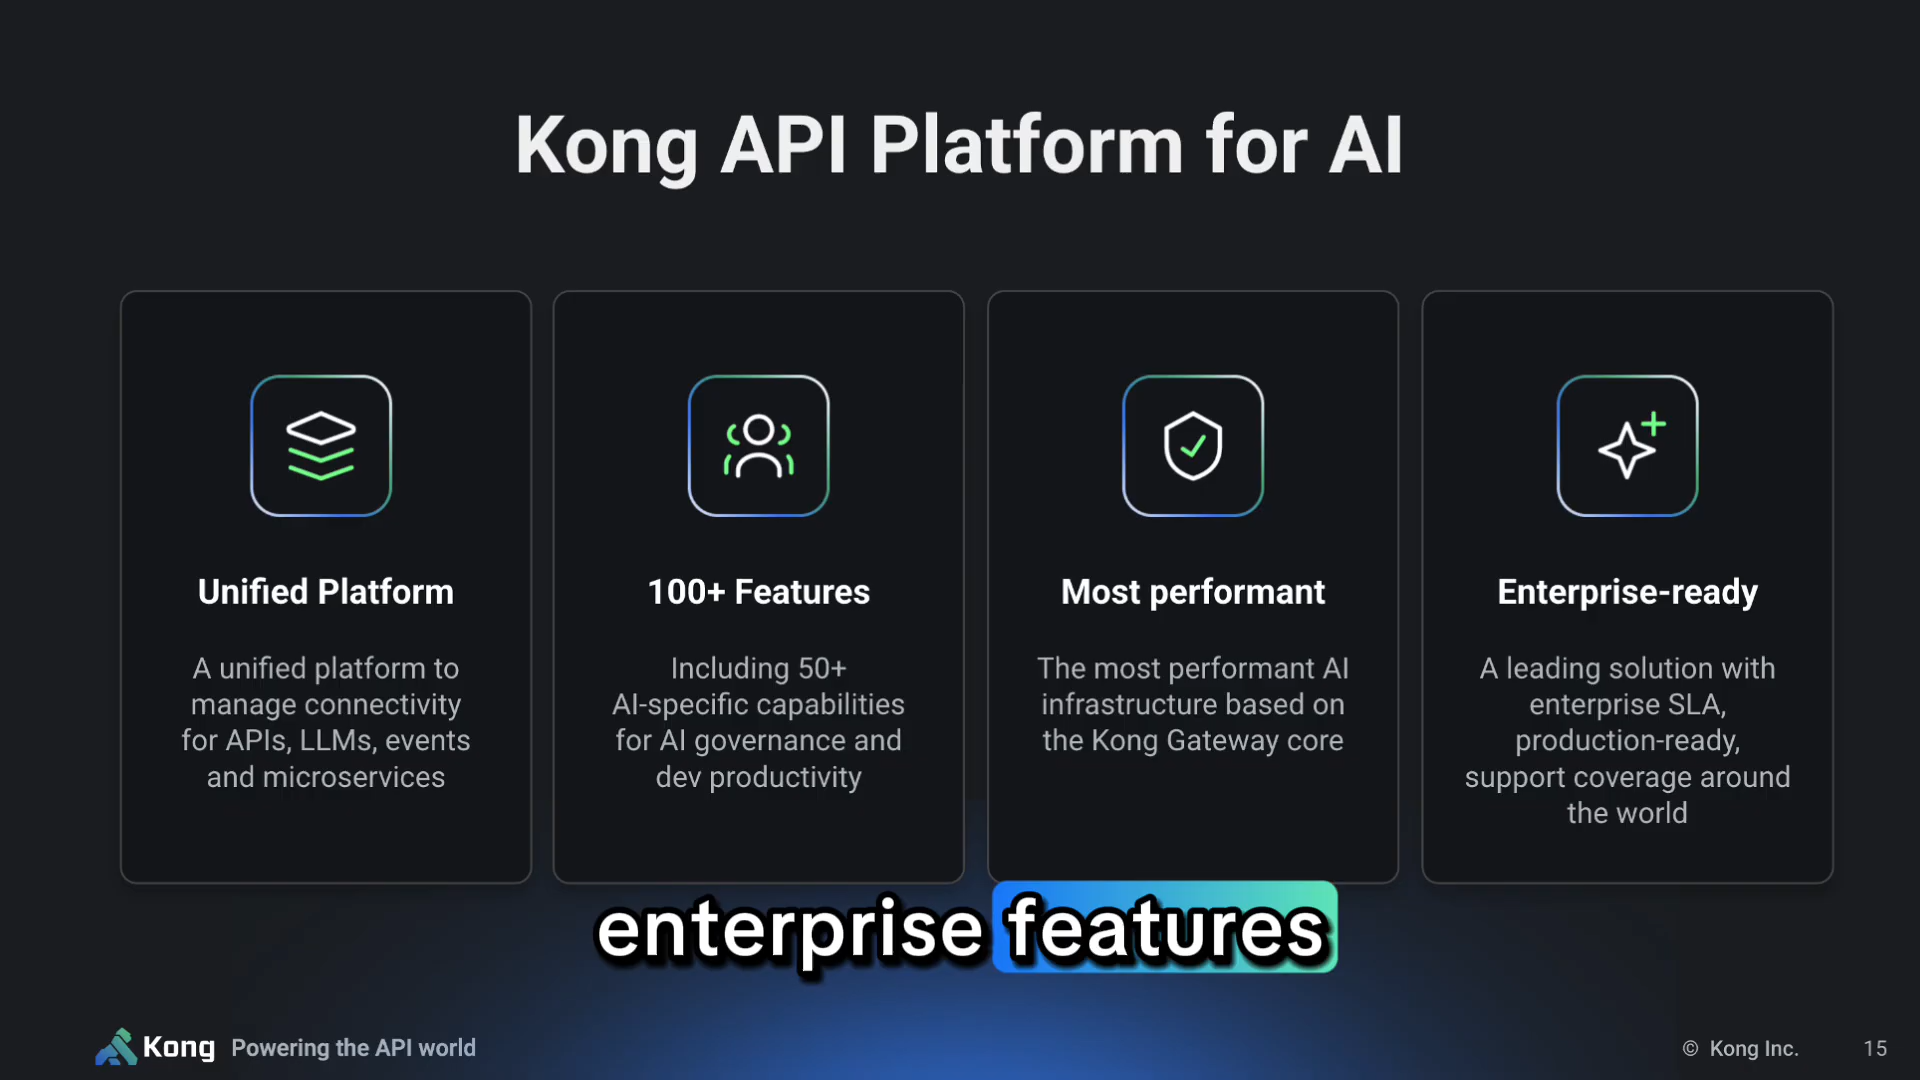 Kong API Platform for AI
Unified Platform
A unified platform to
manage connectivity
for APIs, LLMs, events
and microservices
100+ Features
Including 50+
AI-specific capabilities
for AI governance and
dev productivity
Most performant
The most performant AI
infrastructure based on
the Kong Gateway core
Enterprise-ready
A leading solution with
enterprise SLA,
production-ready,
support coverage around
the world
enterprise features
Kong Powering the API world
© Kong Inc. 15